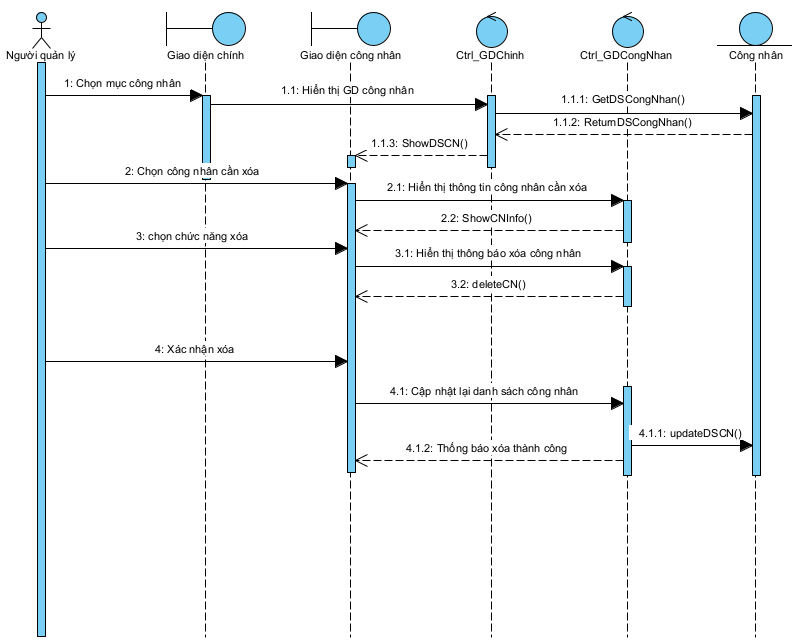 Người quản lý
Giao diện chính
Giao diện công nhân
Ctrl_GDChinh
Ctrl_GDCongNhan
Công nhân
1: Chọn mục công nhân
1.1: Hiển thị GD công nhân
1.1.1: GetDSCongNhan()
1.1.2: ReturnDSCongNhan()
1.1.3: ShowDSCN()
2: Chọn công nhân cần xóa
2.1: Hiển thị thông tin công nhân cần xóa
2.2: ShowCNInfo()
3: chọn chức năng xóa
3.1: Hiển thị thông báo xóa công nhân
3.2: deleteCN()
4: Xác nhận xóa
4.1: Cập nhật lại danh sách công nhân
4.1.1: updateDSCN()
4.1.2: Thống báo xóa thành công